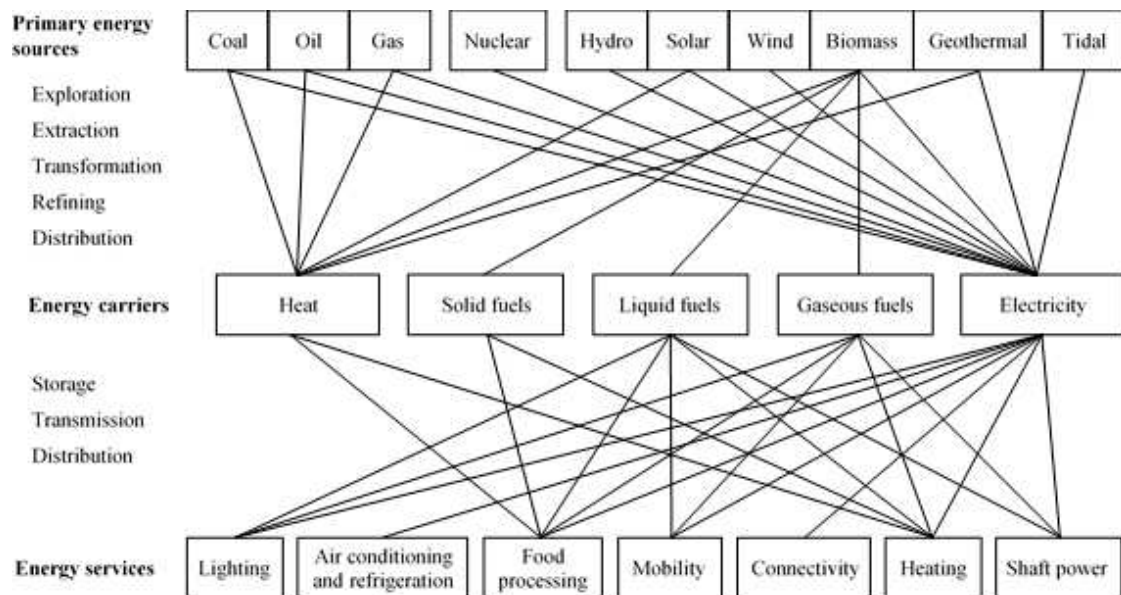 Primary energy
sources
Coal Oil Gas Nuclear Hydro Solar Wind Biomass Geothermal Tidal
Exploration
Extraction
Transformation
Refining
Distribution
Energy carriers
Heat Solid fuels Liquid fuels Gaseous fuels Electricity
Storage
Transmission
Distribution
Energy services
Lighting
Air conditioning
and refrigeration
Food
processing
Mobility
Connectivity
Heating
Shaft power